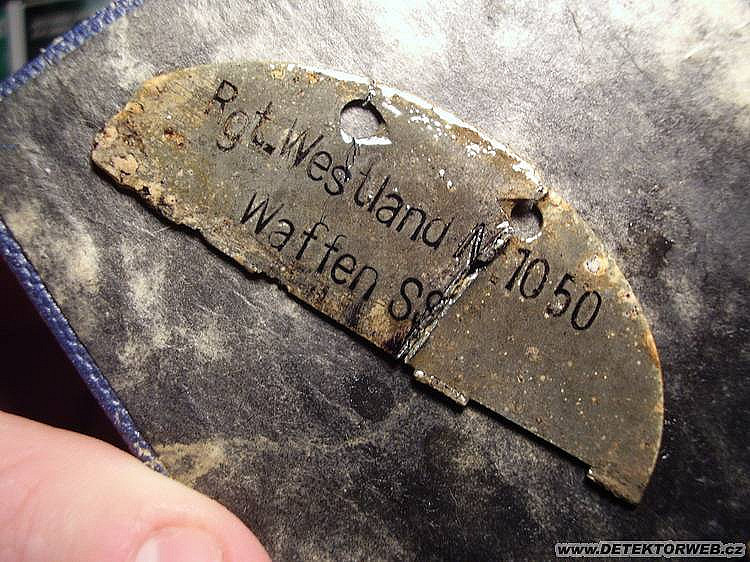 Rgt. Westland N 1050
Waffen SS
www.DETEKTORWEB.cz